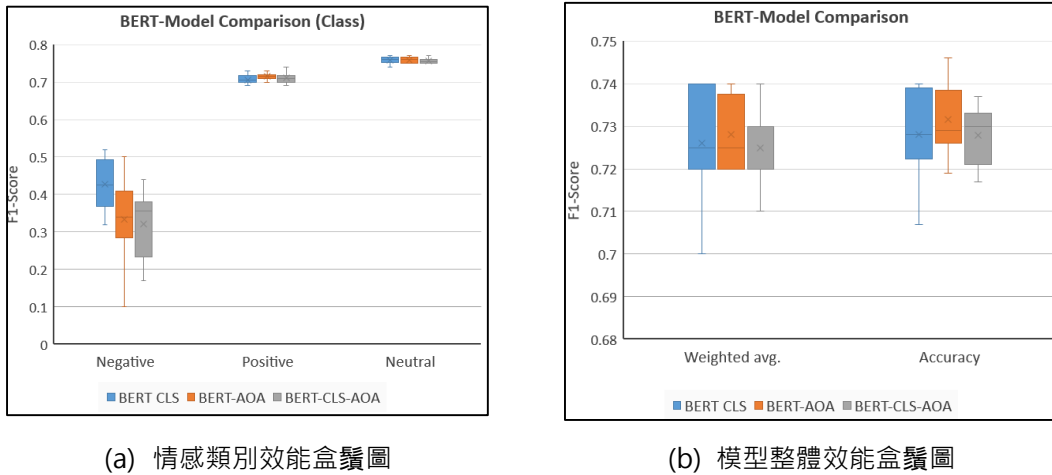 BERT-Model Comparison (Class)
F1-Score
0.8
0.7
0.6
0.5
0.4
0.3
0.2
0.1
0
Negative Positive Neutral
BERT CLS BERT-AOA BERT-CLS-AOA
(a) 情感類別效能盒鬚圖
BERT-Model Comparison
F1-Score
0.75
0.74
0.73
0.72
0.71
0.7
0.69
0.68
Weighted avg. Accuracy
BERT CLS BERT-AOA BERT-CLS-AOA
(b) 模型整體效能盒鬚圖